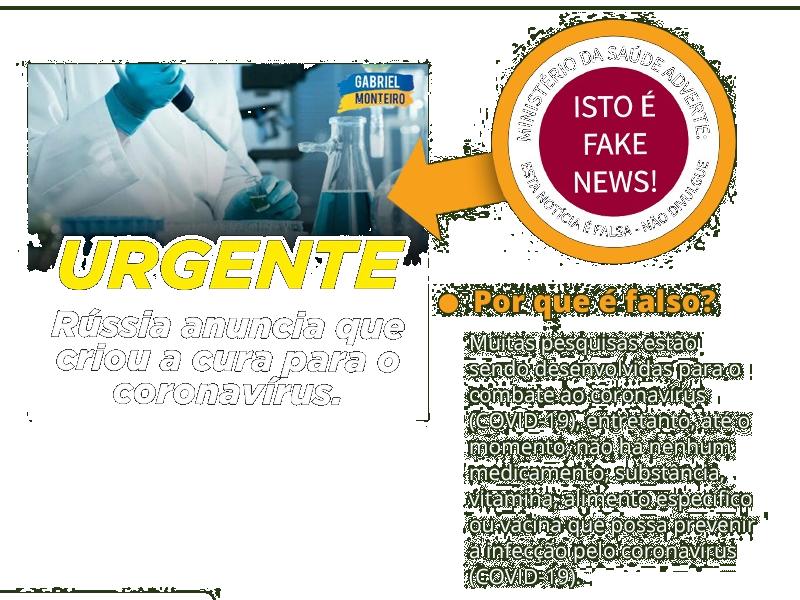 GABRIEL
MONTEIRO
URGENTE
Rússia anuncia que
criou a cura para o
coronavírus.
MINISTÉRIO DA SAÚDE ADVERTE:
ISTO É
FAKE
NEWS!
ESTA NOTÍCIA É FALSA - NÃO DIVULGUE
Por que é falso?
Muitas pesquisas estão
sendo desenvolvidas para o
combate ao coronavírus
(COVID-19), entretanto, até o
momento, não há nenhum
medicamento, substância,
vitamina, alimento específico
ou vacina que possa prevenir
a infecção pelo coronavírus
(COVID-19).